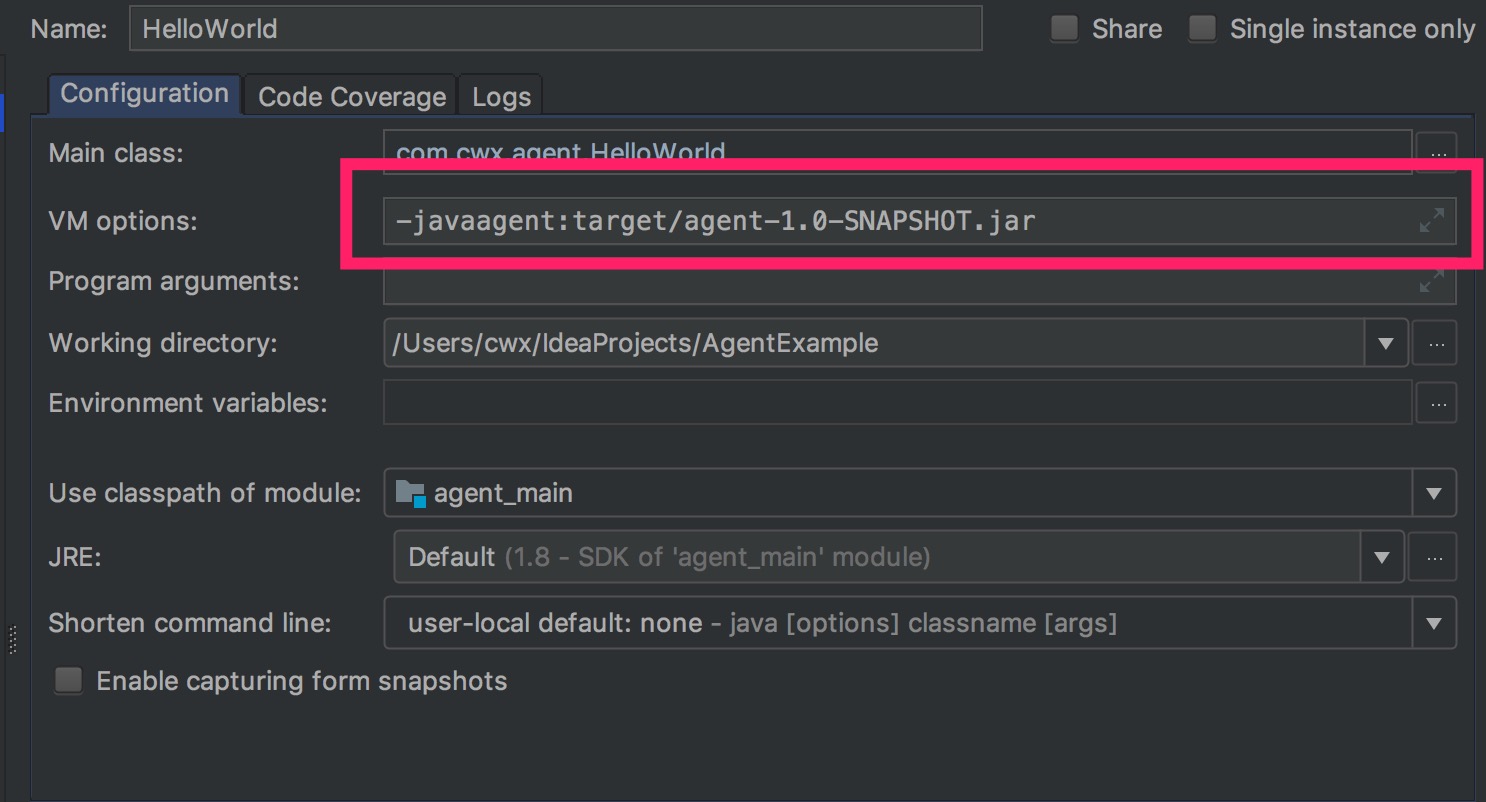 Name: HelloWorld Share Single instance only
Configuration Code Coverage Logs
Main class: com.cwx.agent.HelloWorld ...
VM options: -javaagent:target/agent-1.0-SNAPSHOT.jar
Program arguments:
Working directory: /Users/cwx/IdeaProjects/AgentExample ...
Environment variables: ...
Use classpath of module: agent_main
JRE: Default (1.8 - SDK of 'agent_main' module) ...
Shorten command line: user-local default: none - java [options] classname [args]
Enable capturing form snapshots